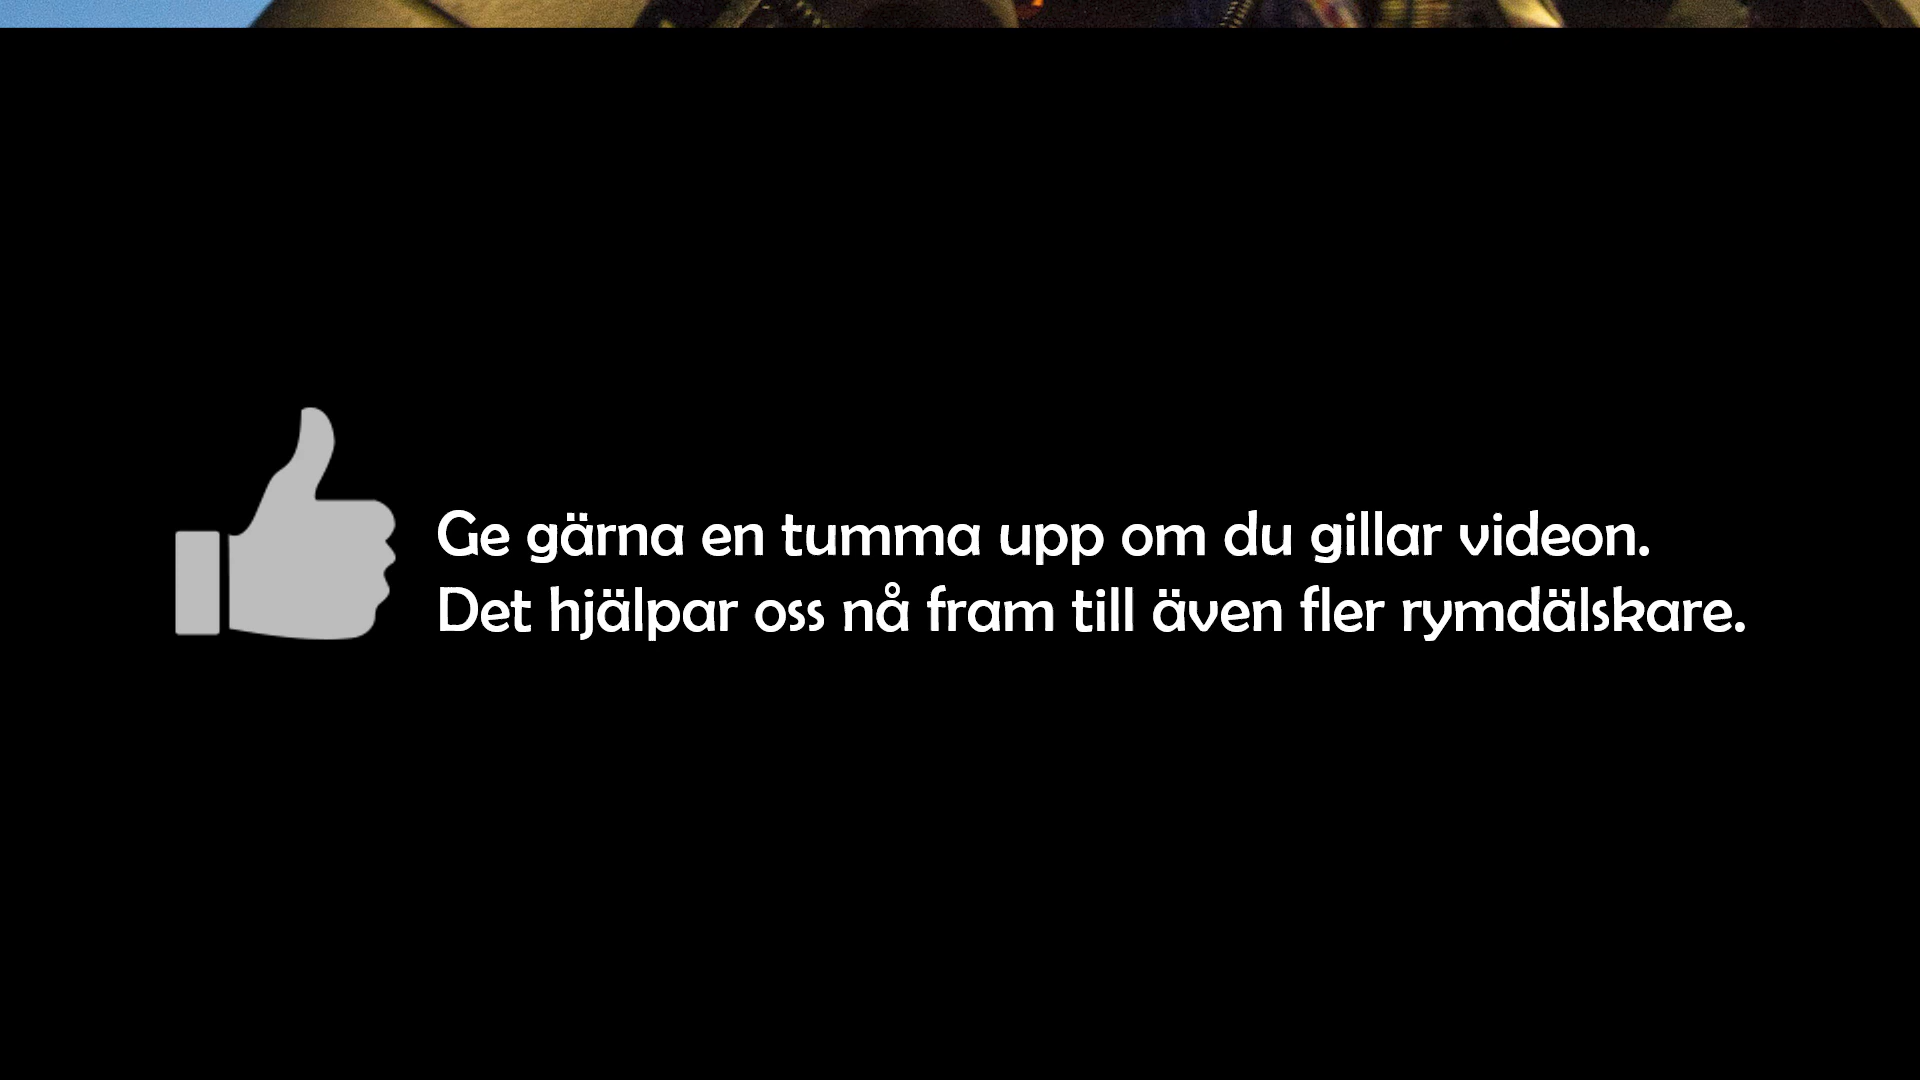 Ge gärna en tumma upp om du gillar videon.
Det hjälpar oss nå fram till även fler rymdälskare.